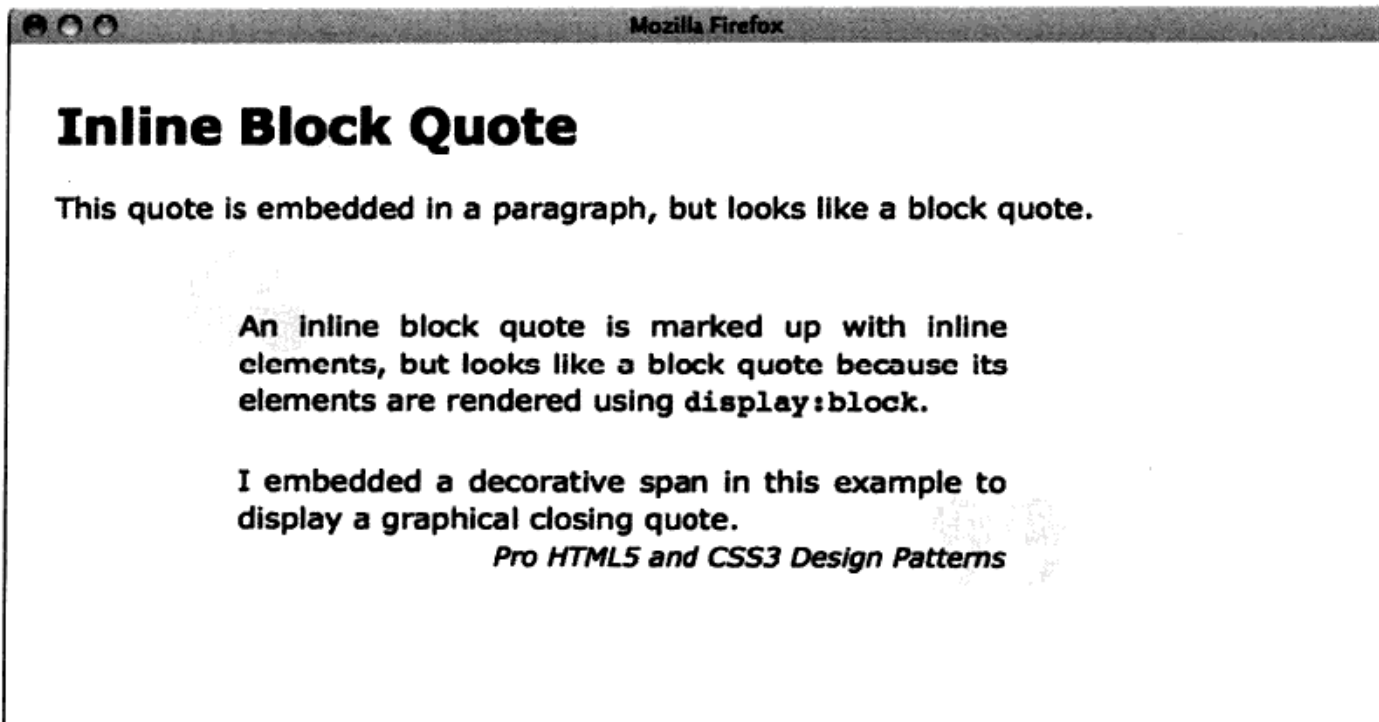 Mozilla Firefox
Inline Block Quote
This quote is embedded in a paragraph, but looks like a block quote.
An inline block quote is marked up with inline
elements, but looks like a block quote because its
elements are rendered using display:block.
I embedded a decorative span in this example to
display a graphical closing quote.
Pro HTML5 and CSS3 Design Patterns